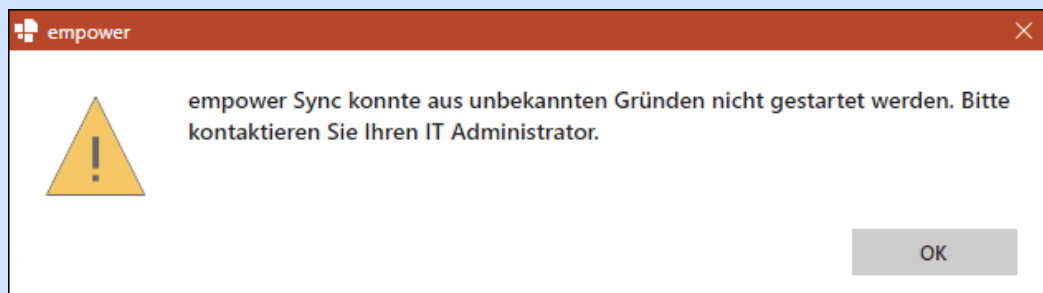 empower
empower Sync konnte aus unbekannten Gründen nicht gestartet werden. Bitte
kontaktieren Sie Ihren IT Administrator.
OK